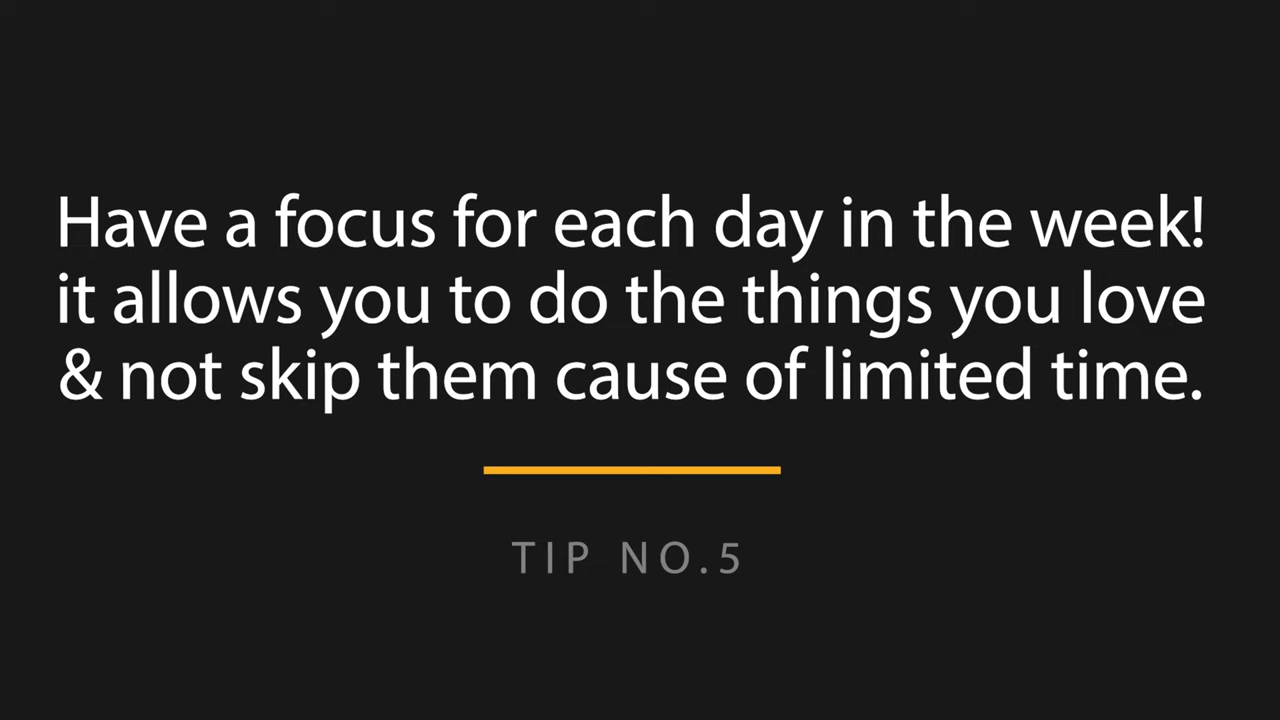 Have a focus for each day in the week!
it allows you to do the things you love
& not skip them cause of limited time.
TIP NO.5